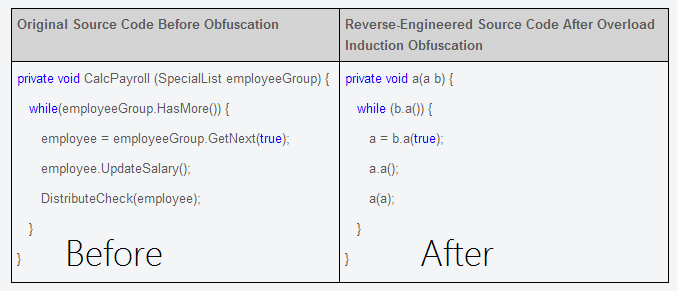 Original Source Code Before Obfuscation
private void CalcPayroll (SpecialList employeeGroup) {
while(employeeGroup.HasMore()) {
employee = employeeGroup.GetNext(true);
employee.UpdateSalary();
DistributeCheck(employee);
}
}
Before
Reverse-Engineered Source Code After Overload
Induction Obfuscation
private void a(a b) {
while (b.a()) {
a = b.a(true);
a.a();
a(a);
}
}
After